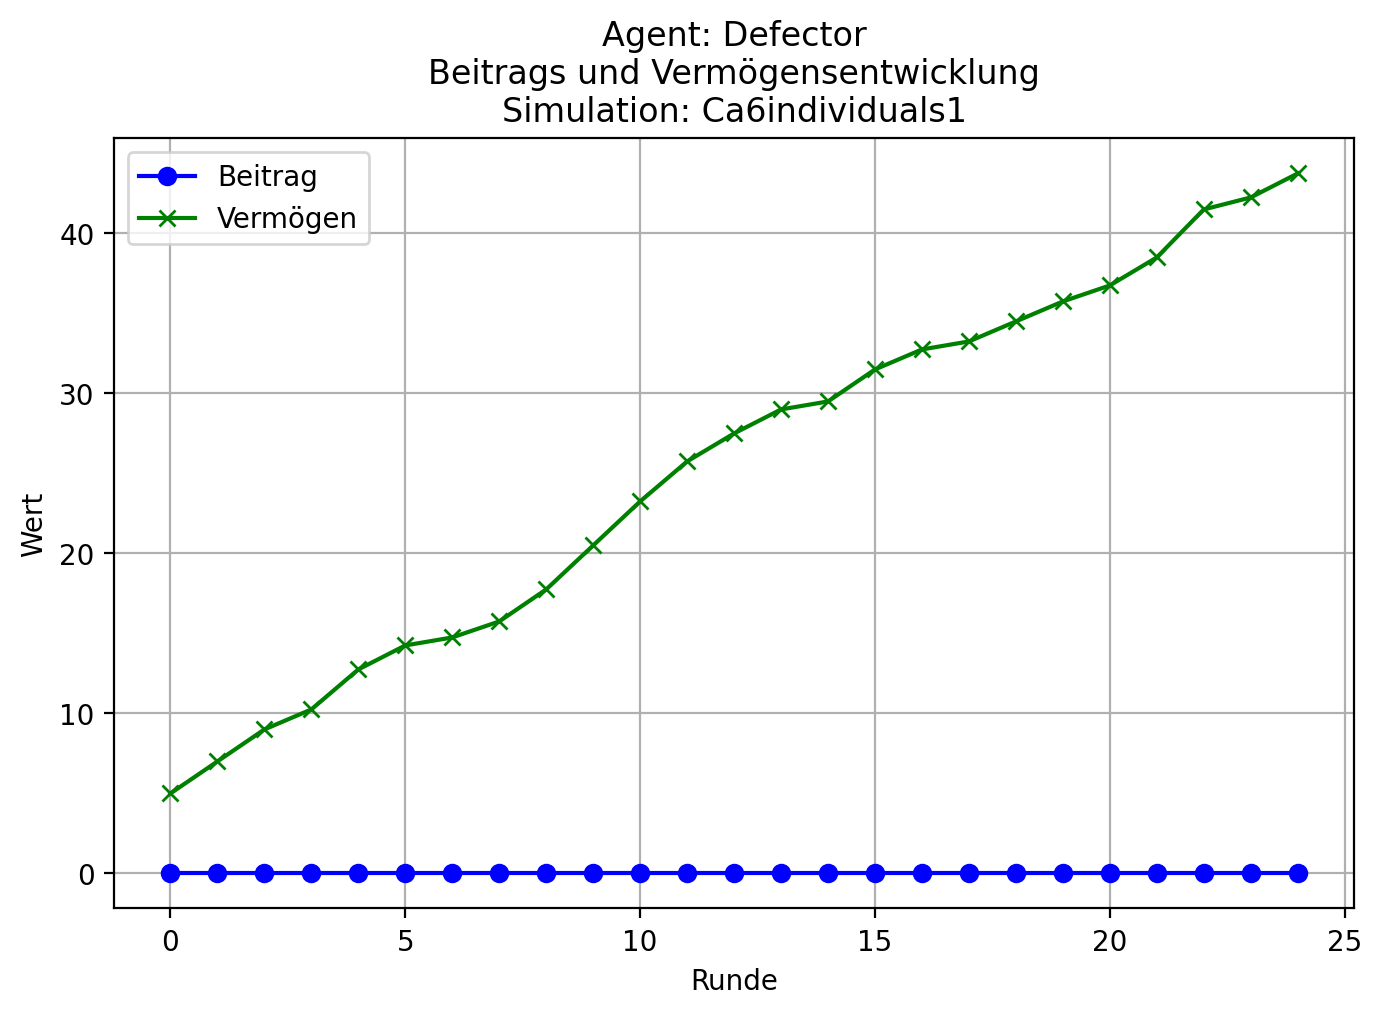 Agent: Defector
Beitrags und Vermögensentwicklung
Simulation: Ca6individuals1
Beitrag
Vermögen
40
30
20
10
0
Wert
0 5 10 15 20 25
Runde